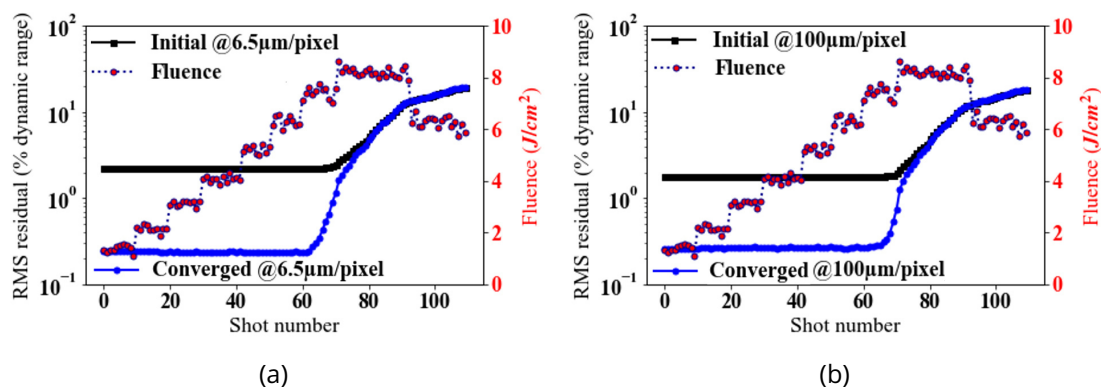 RMS residual (% dynamic range)
10²
10¹
10⁰
10⁻¹
Initial @6.5µm/pixel
Fluence
Converged @6.5µm/pixel
10
8
6
4
2
0
Fluence (J/cm²)
0 20 40 60 80 100
Shot number
(a)
RMS residual (% dynamic range)
10²
10¹
10⁰
10⁻¹
Initial @100µm/pixel
Fluence
Converged @100µm/pixel
10
8
6
4
2
0
Fluence (J/cm²)
0 20 40 60 80 100
Shot number
(b)